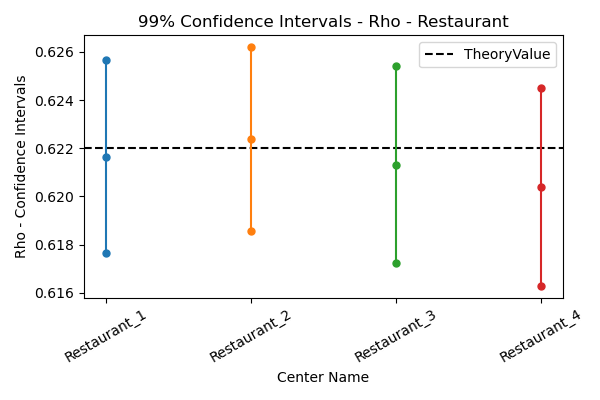 99% Confidence Intervals - Rho - Restaurant
TheoryValue
Rho - Confidence Intervals
0.626
0.624
0.622
0.620
0.618
0.616
Restaurant_1
Restaurant_2
Restaurant_3
Restaurant_4
Center Name